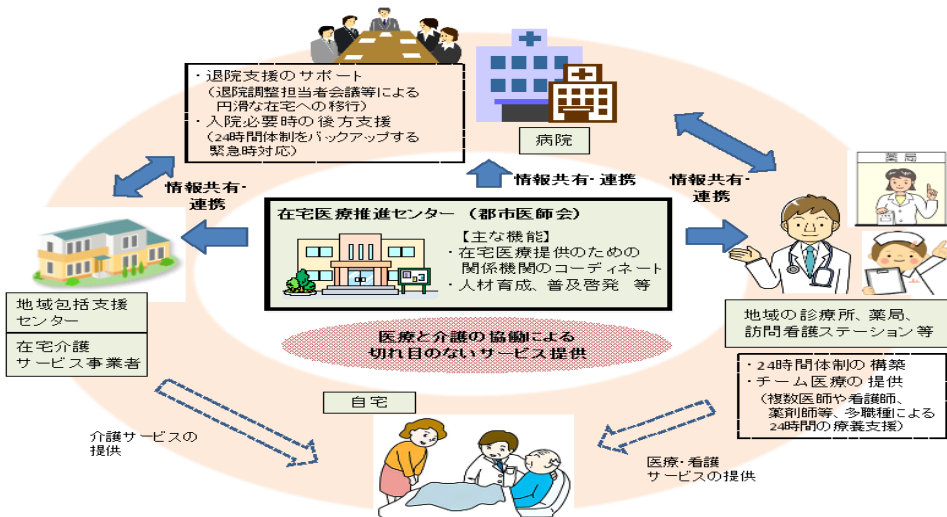 ・退院支援のサポート
（退院調整担当者会議等による
円滑な在宅への移行）
・入院必要時の後方支援
（24時間体制をバックアップする
緊急時対応）
病院
薬局
情報共有・
連携
情報共有・連携
情報共有・
連携
在宅医療推進センター （郡市医師会）
【主な機能】
・在宅医療提供のための
関係機関のコーディネート
・人材育成、普及啓発 等
地域包括支援
センター
在宅介護
サービス事業者
地域の診療所、薬局、
訪問看護ステーション等
医療と介護の協働による
切れ目のないサービス提供
・24時間体制の構築
・チーム医療の提供
（複数医師や看護師、
薬剤師等、多職種による
24時間の療養支援）
自宅
介護サービスの
提供
医療・看護
サービスの提供